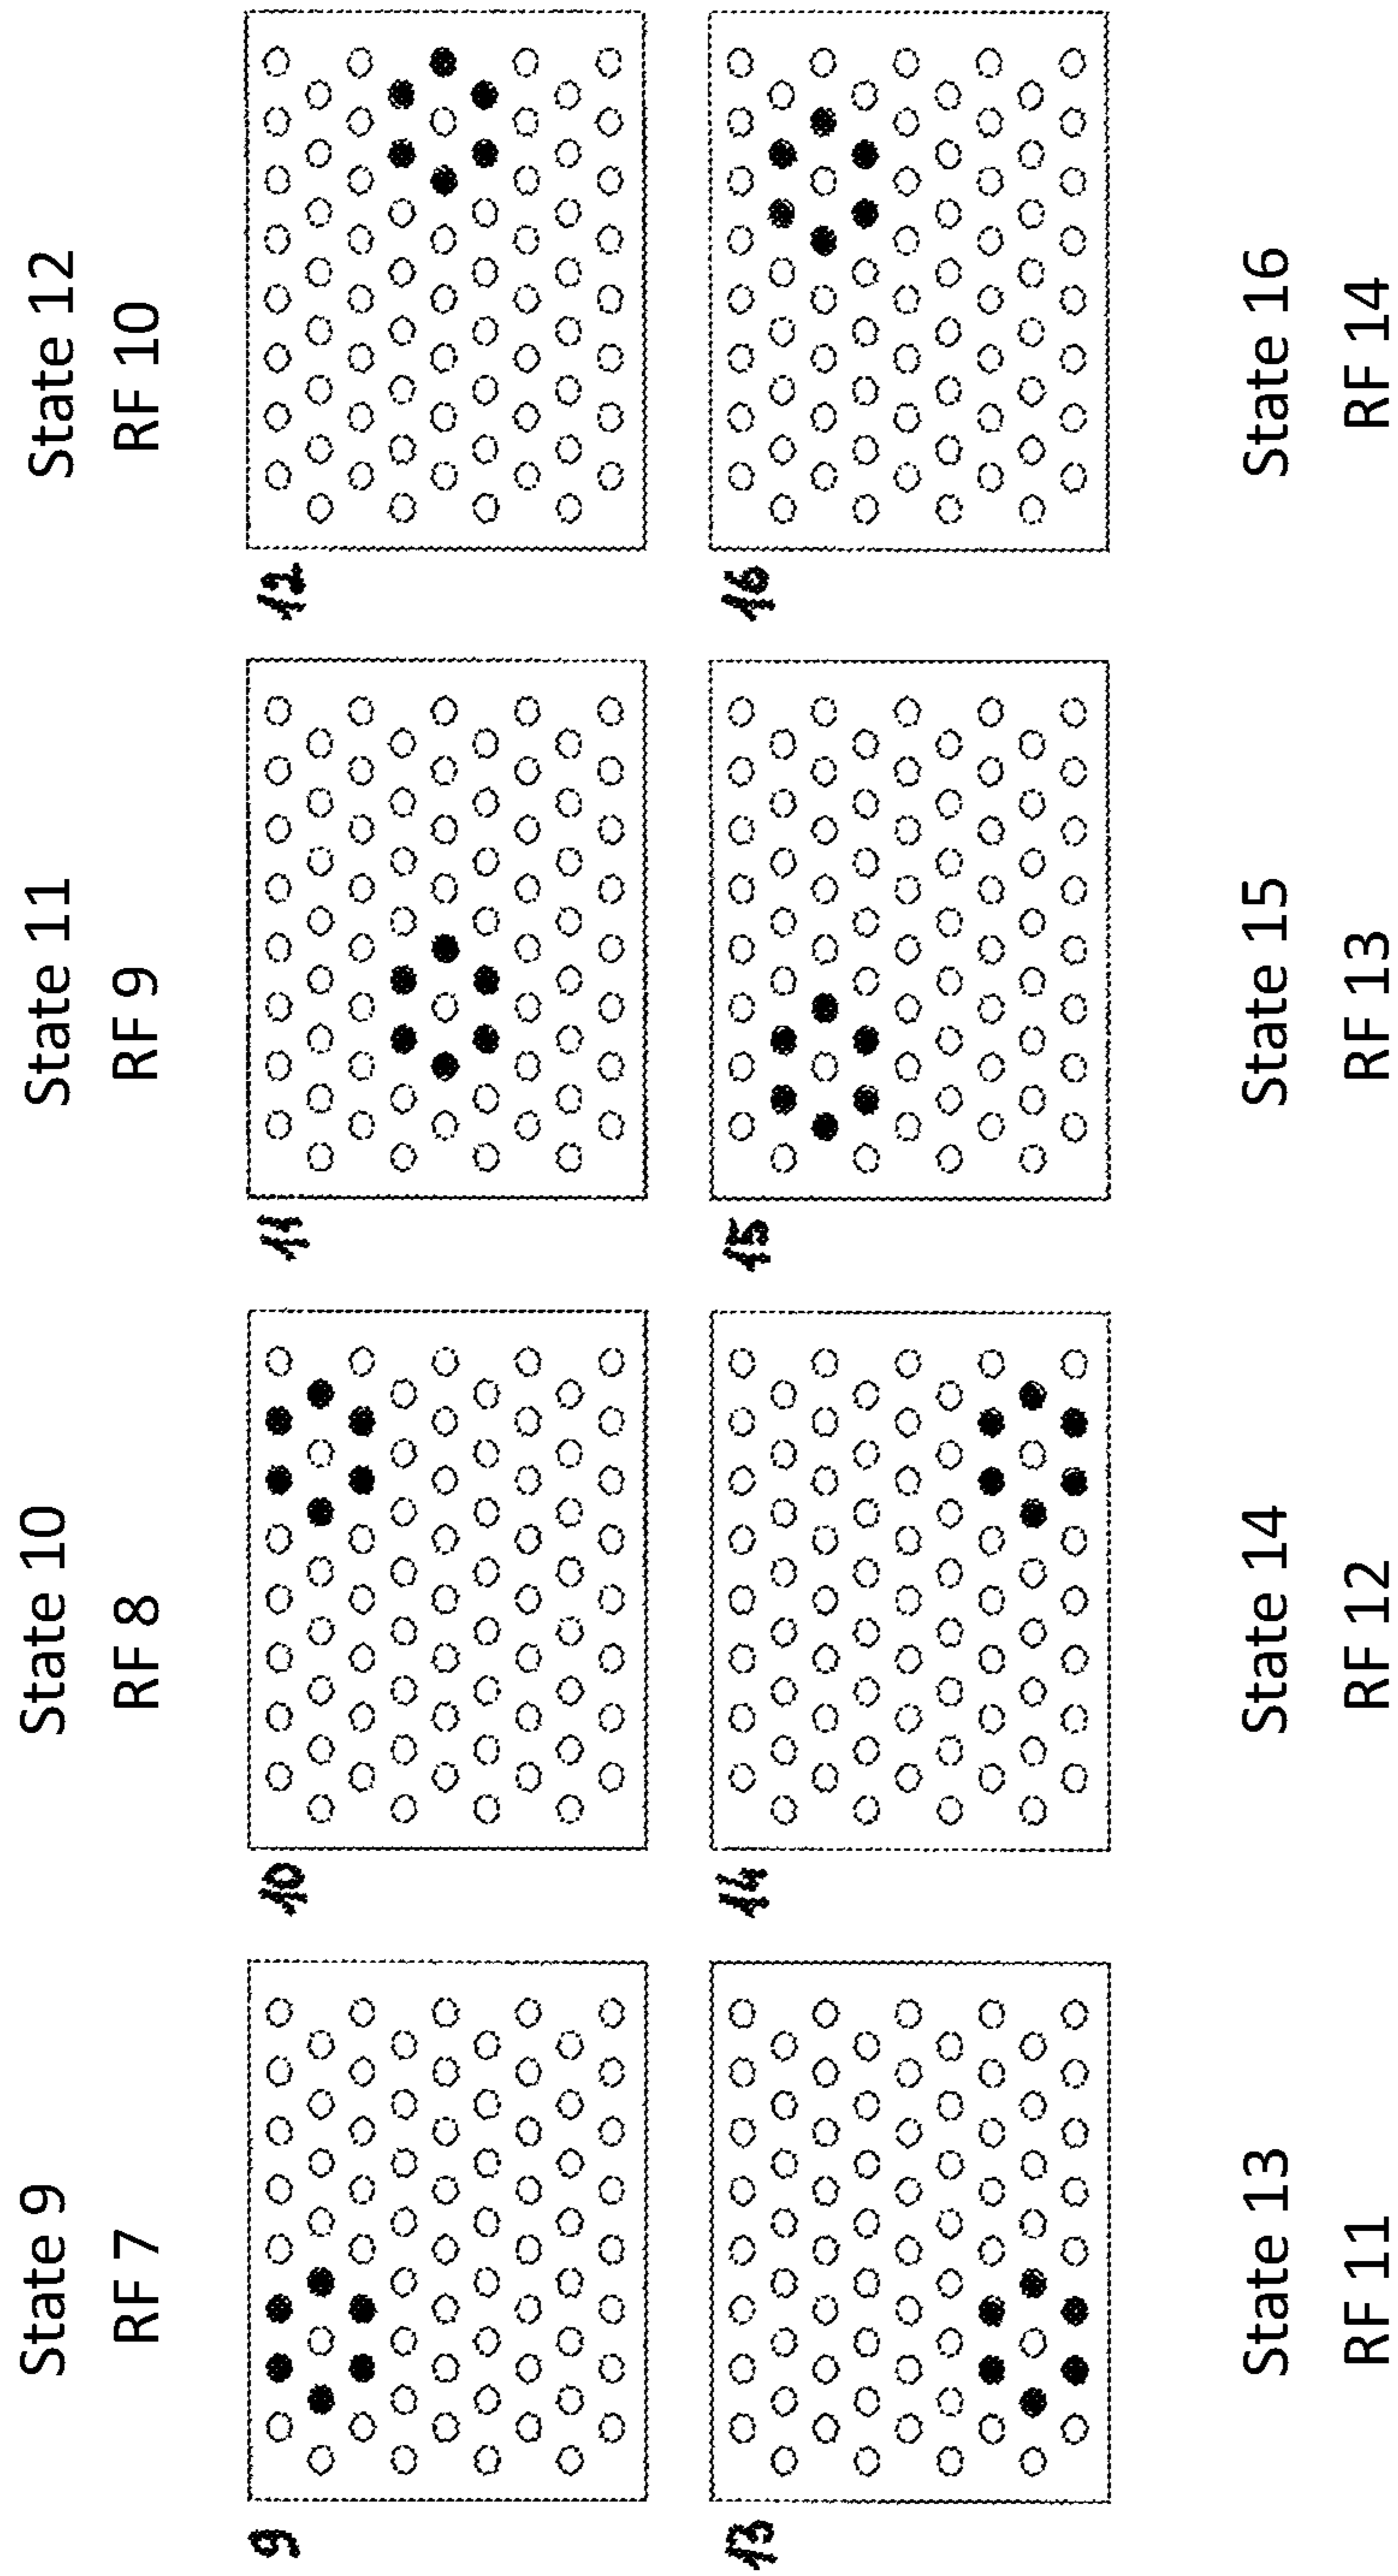 State 9
RF 7
State 10
RF 8
State 11
RF 9
State 12
RF 10
9
10
11
12
13
14
15
16
State 13
RF 11
State 14
RF 12
State 15
RF 13
State 16
RF 14